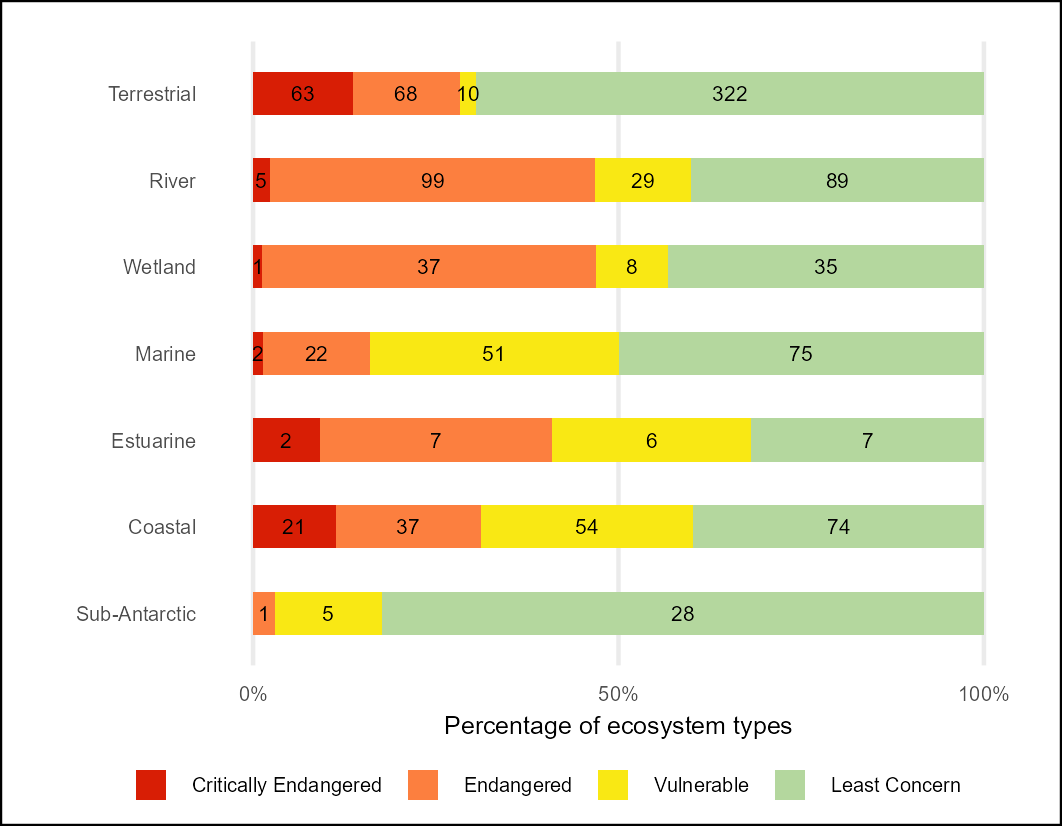 Terrestrial 63 68 10 322
River 5 99 29 89
Wetland 1 37 8 35
Marine 2 22 51 75
Estuarine 2 7 6 7
Coastal 21 37 54 74
Sub-Antarctic 1 5 28
0% 50% 100%
Percentage of ecosystem types
Critically Endangered Endangered Vulnerable Least Concern